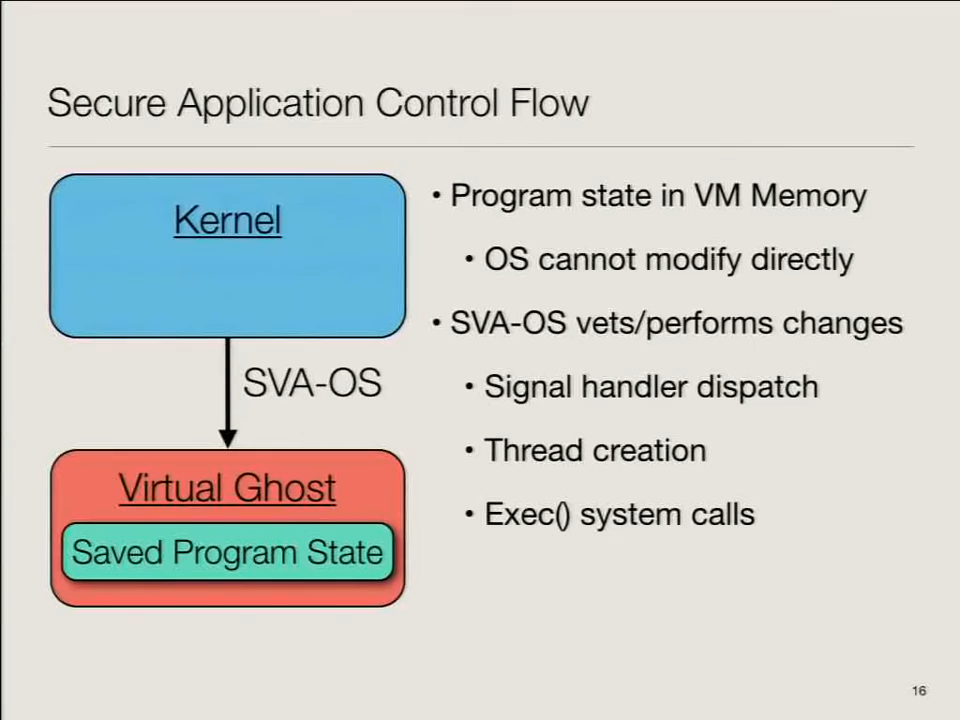 Secure Application Control Flow
Kernel
SVA-OS
Virtual Ghost
Saved Program State
• Program state in VM Memory
• OS cannot modify directly
• SVA-OS vets/performs changes
• Signal handler dispatch
• Thread creation
• Exec() system calls
16